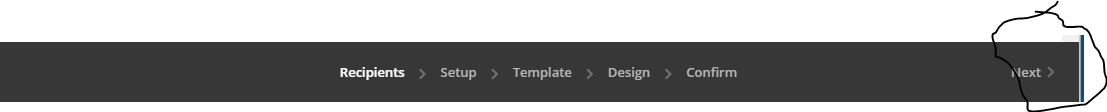 Recipients > Setup > Template > Design > Confirm Next >